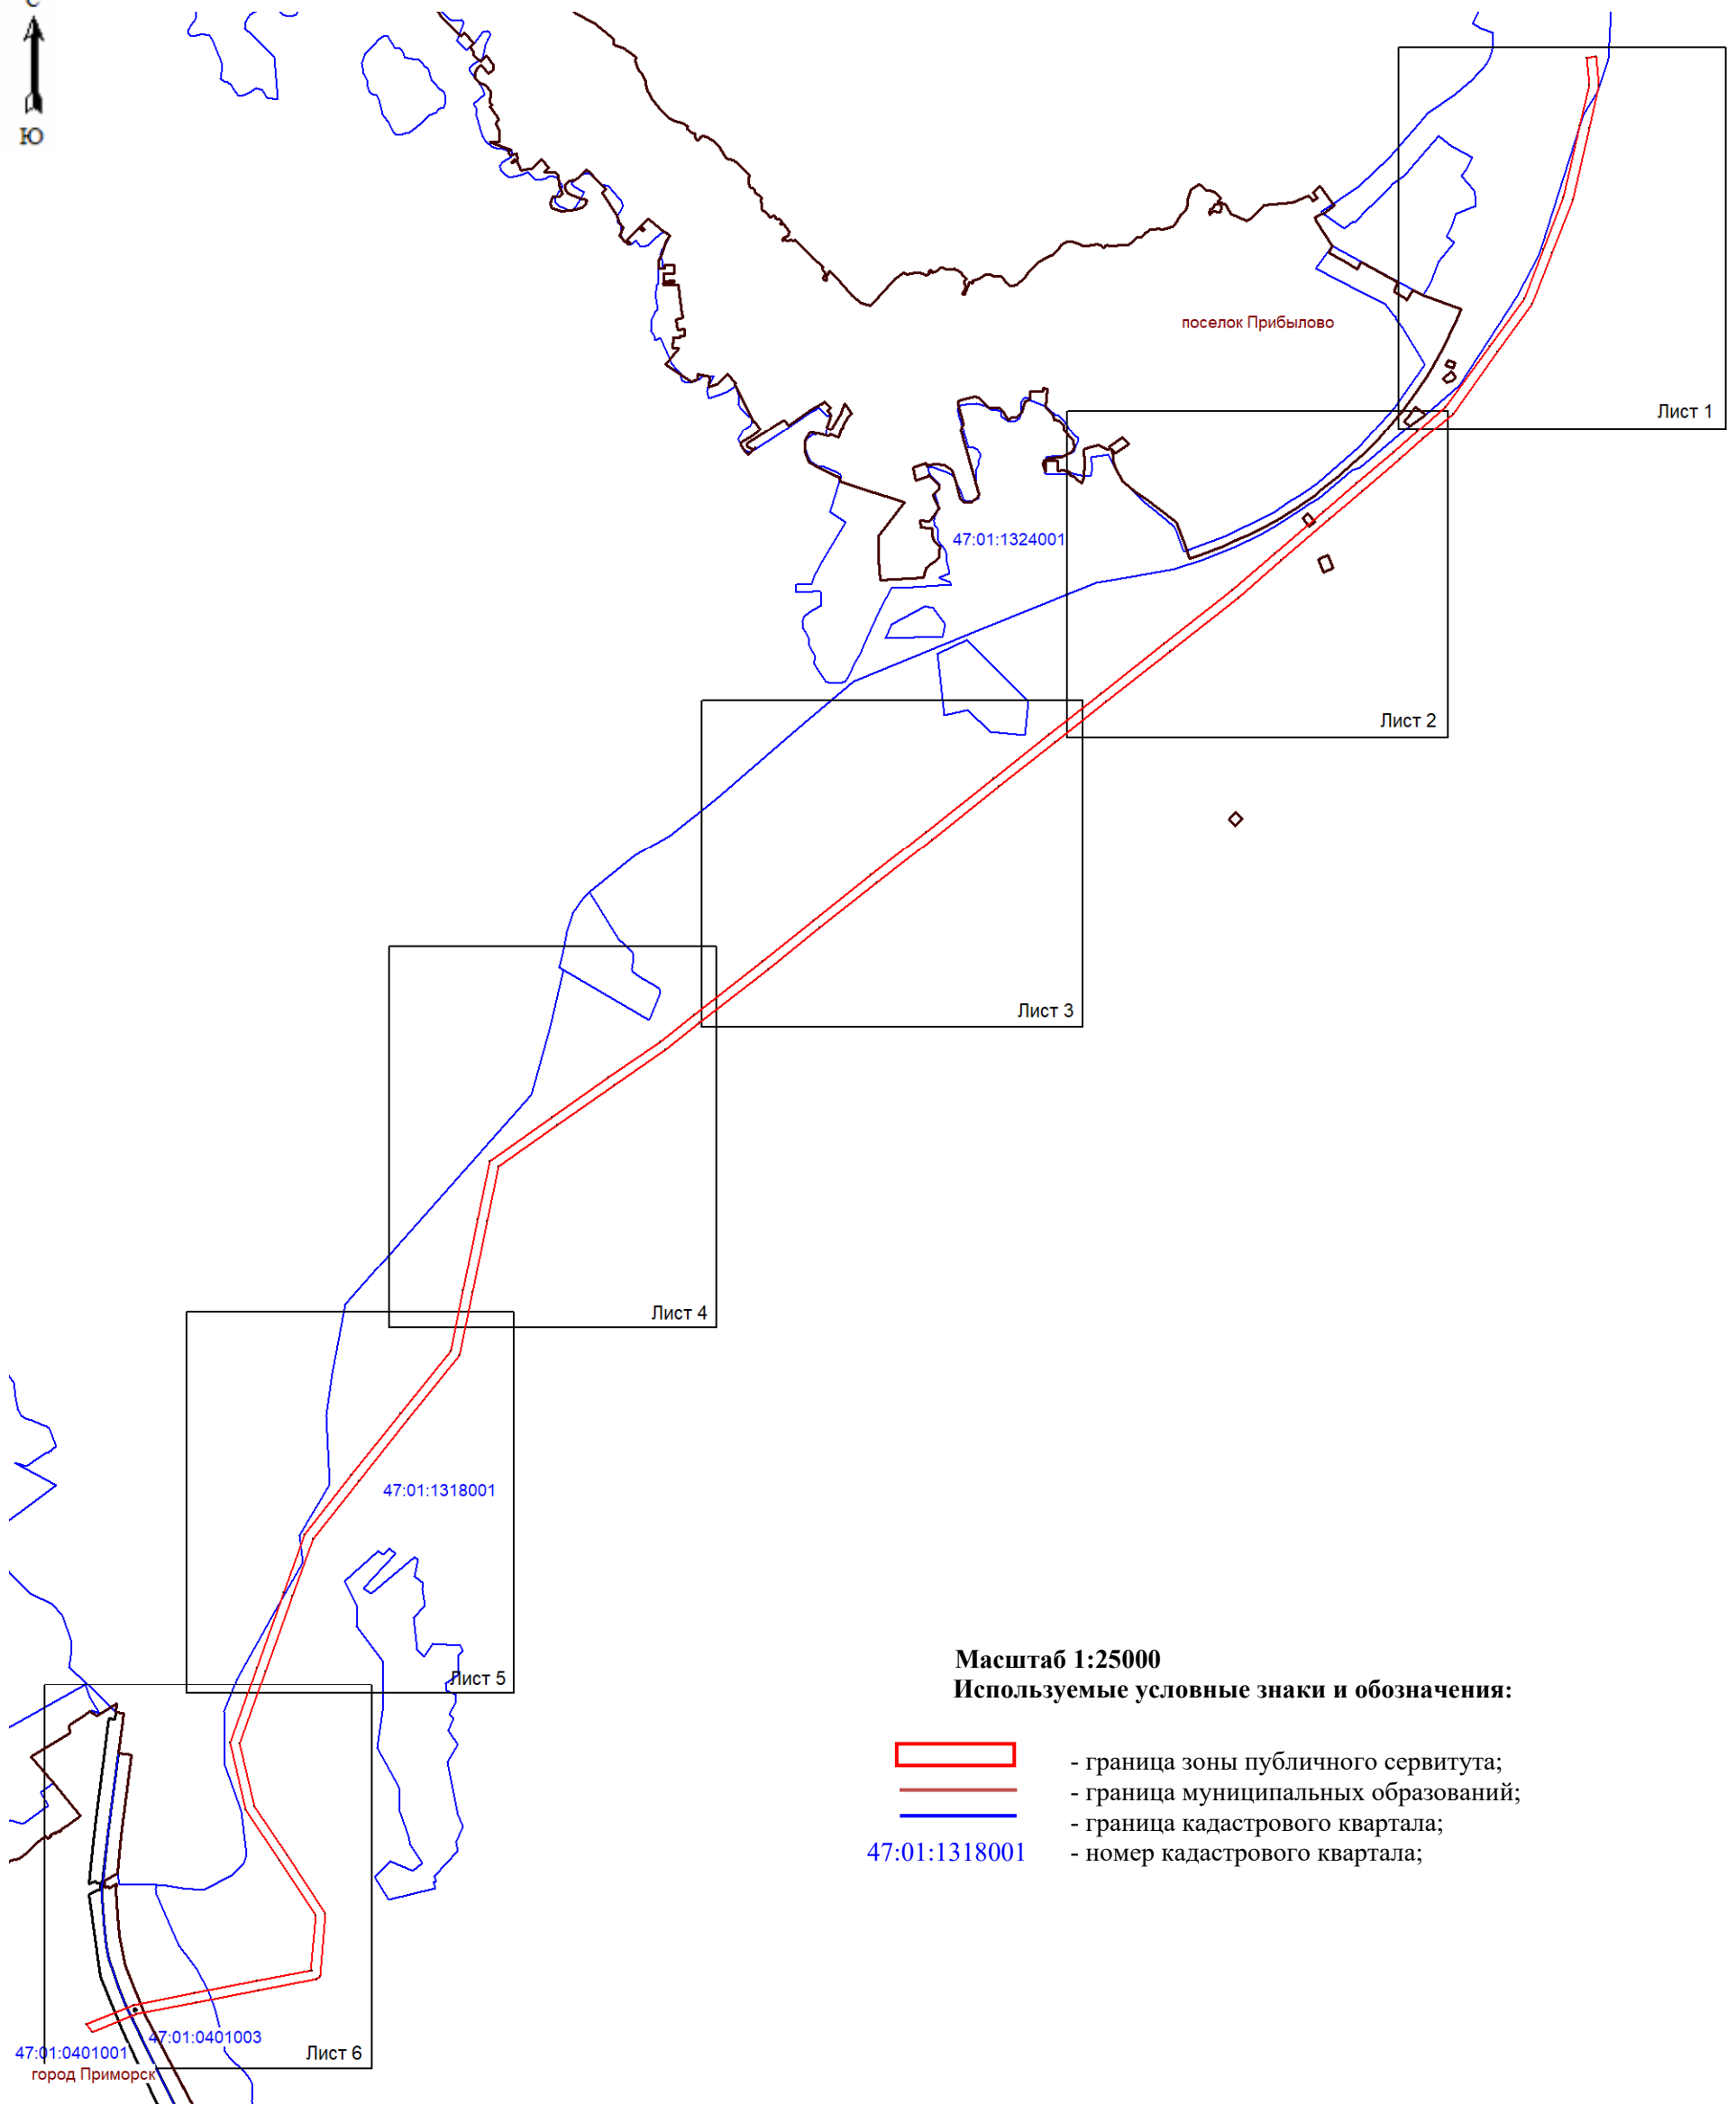 С
Ю
поселок Прибылово
Лист 1
47:01:1324001
Лист 2
Лист 3
Лист 4
47:01:1318001
Лист 5
Масштаб 1:25000
Используемые условные знаки и обозначения:
- граница зоны публичного сервитута;
- граница муниципальных образований;
- граница кадастрового квартала;
47:01:1318001 - номер кадастрового квартала;
47:01:0401003
47:01:0401001
Лист 6
город Приморск